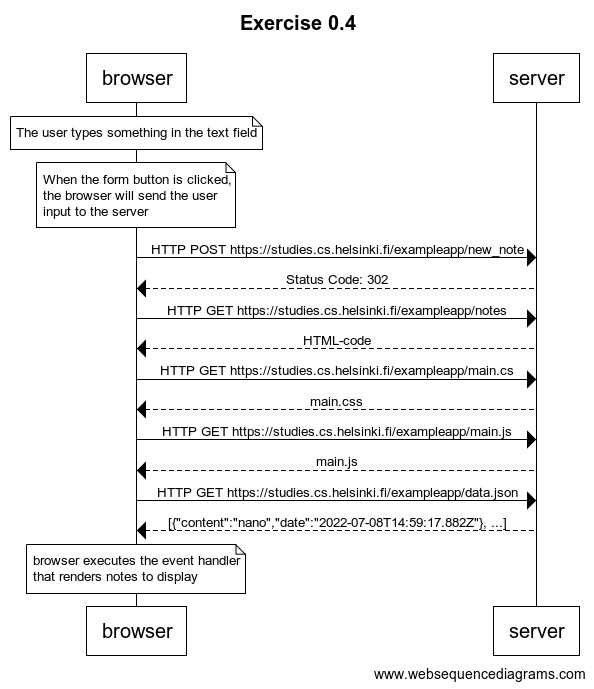 Exercise 0.4
browser
server
The user types something in the text field
When the form button is clicked,
the browser will send the user
input to the server
HTTP POST https://studies.cs.helsinki.fi/exampleapp/new_note
Status Code: 302
HTTP GET https://studies.cs.helsinki.fi/exampleapp/notes
HTML-code
HTTP GET https://studies.cs.helsinki.fi/exampleapp/main.cs
main.css
HTTP GET https://studies.cs.helsinki.fi/exampleapp/main.js
main.js
HTTP GET https://studies.cs.helsinki.fi/exampleapp/data.json
[{"content":"nano","date":"2022-07-08T14:59:17.882Z"}, ...]
browser executes the event handler
that renders notes to display
browser
server
www.websequencediagrams.com